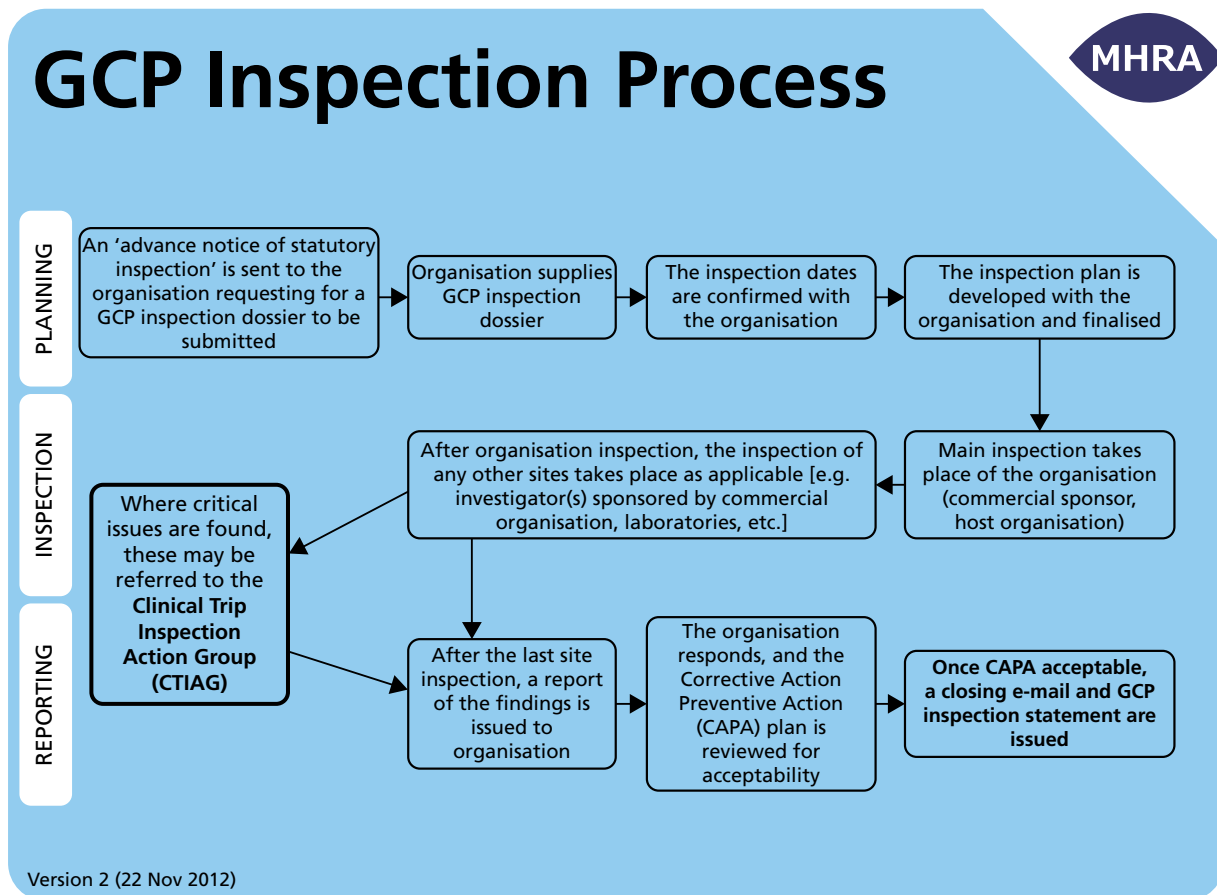 GCP Inspection Process
MHRA
PLANNING
An ‘advance notice of statutory
inspection’ is sent to the
organisation requesting for a
GCP inspection dossier to be
submitted
Organisation supplies
GCP inspection
dossier
The inspection dates
are confirmed with
the organisation
The inspection plan is
developed with the
organisation and finalised
INSPECTION
Main inspection takes
place of the organisation
(commercial sponsor,
host organisation)
After organisation inspection, the inspection of
any other sites takes place as applicable [e.g.
investigator(s) sponsored by commercial
organisation, laboratories, etc.]
Where critical
issues are found,
these may be
referred to the
Clinical Trip
Inspection
Action Group
(CTIAG)
REPORTING
After the last site
inspection, a report
of the findings is
issued to
organisation
The organisation
responds, and the
Corrective Action
Preventive Action
(CAPA) plan is
reviewed for
acceptability
Once CAPA acceptable,
a closing e-mail and GCP
inspection statement are
issued
Version 2 (22 Nov 2012)